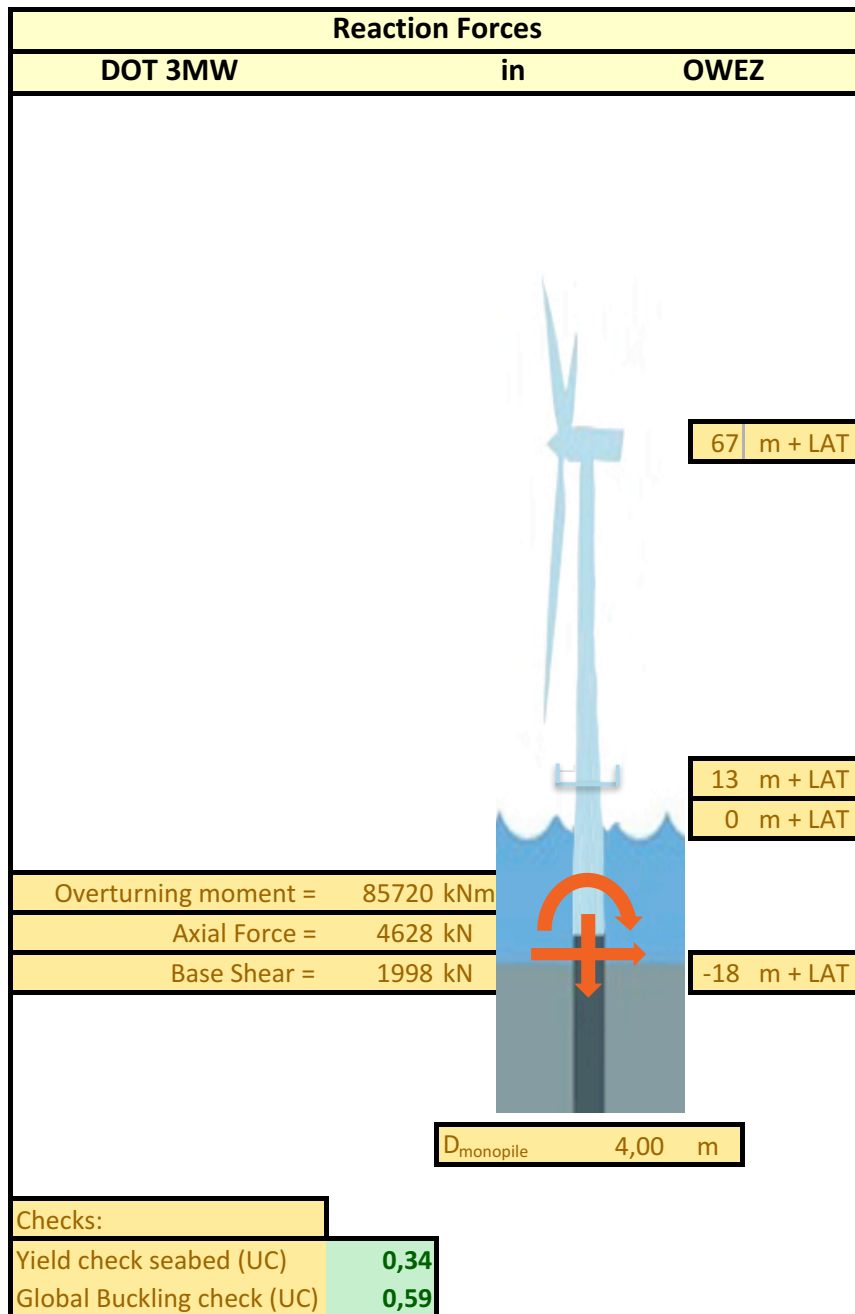 Reaction Forces
DOT 3MW in OWEZ
67 m + LAT
13 m + LAT
0 m + LAT
Overturning moment = 85720 kNm
Axial Force = 4628 kN
Base Shear = 1998 kN
-18 m + LAT
Dmonopile 4,00 m
Checks:
Yield check seabed (UC) 0,34
Global Buckling check (UC) 0,59